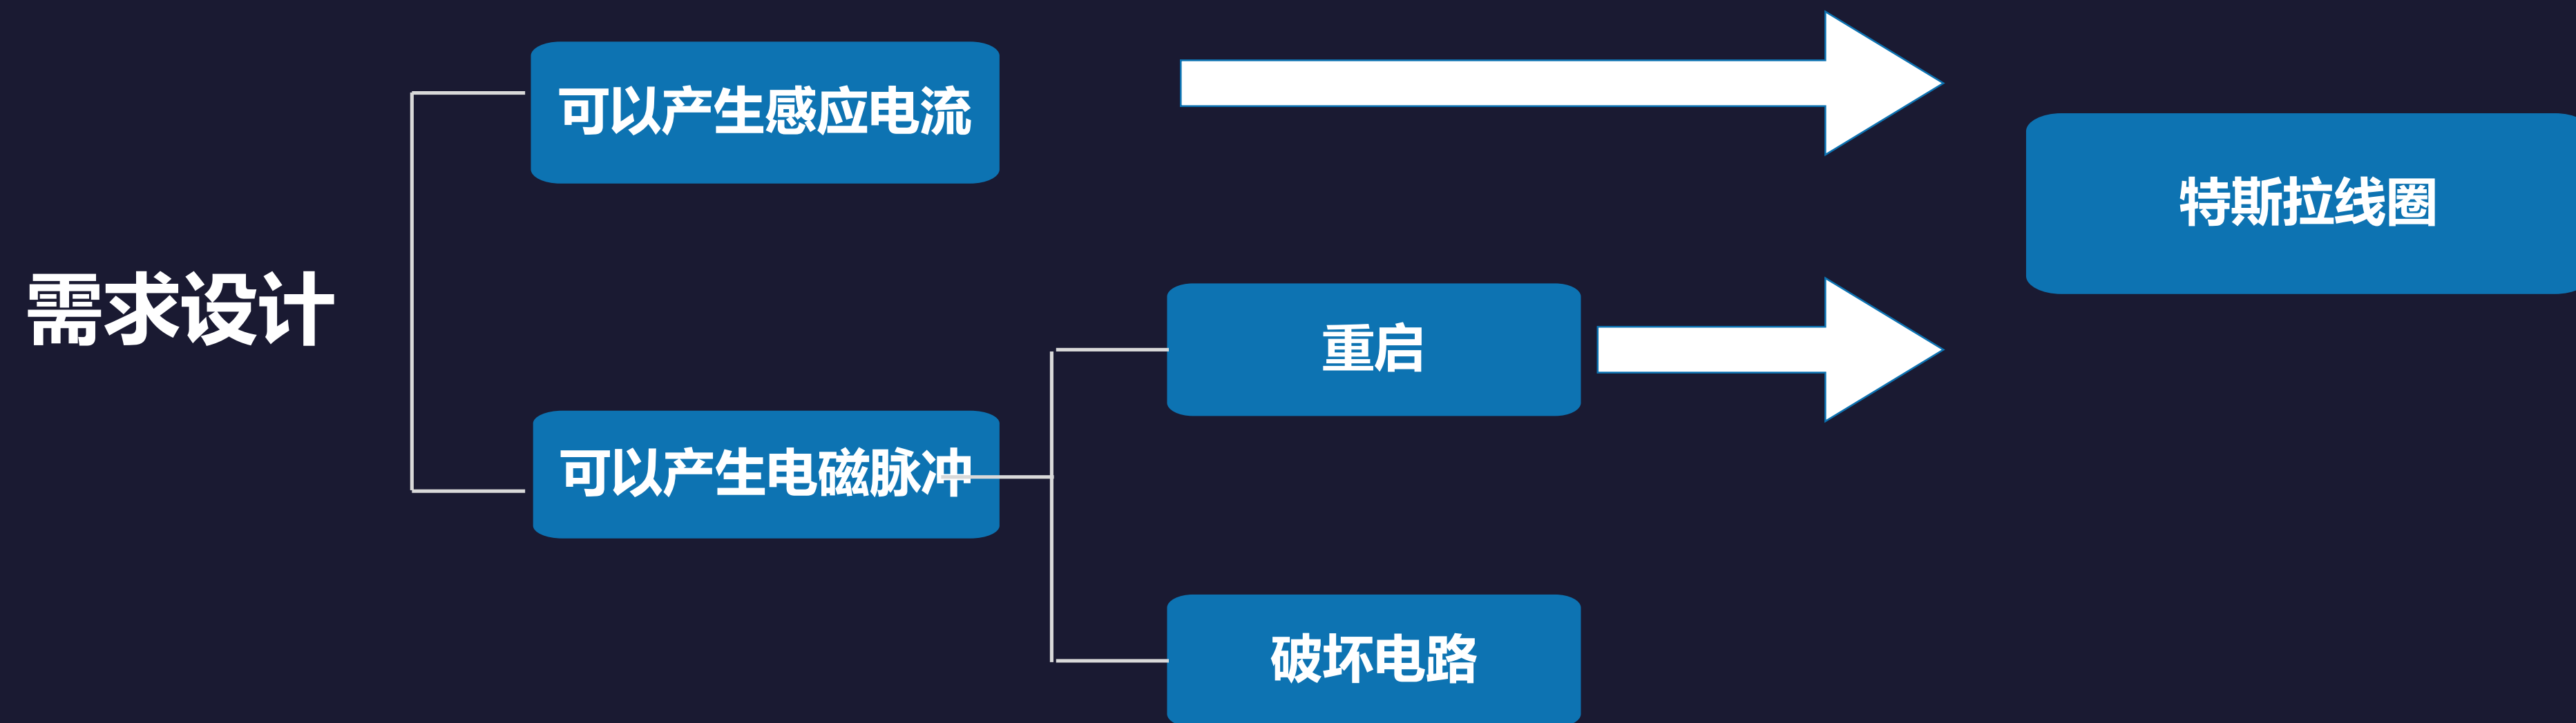 需求设计
可以产生感应电流
可以产生电磁脉冲
重启
破坏电路
特斯拉线圈